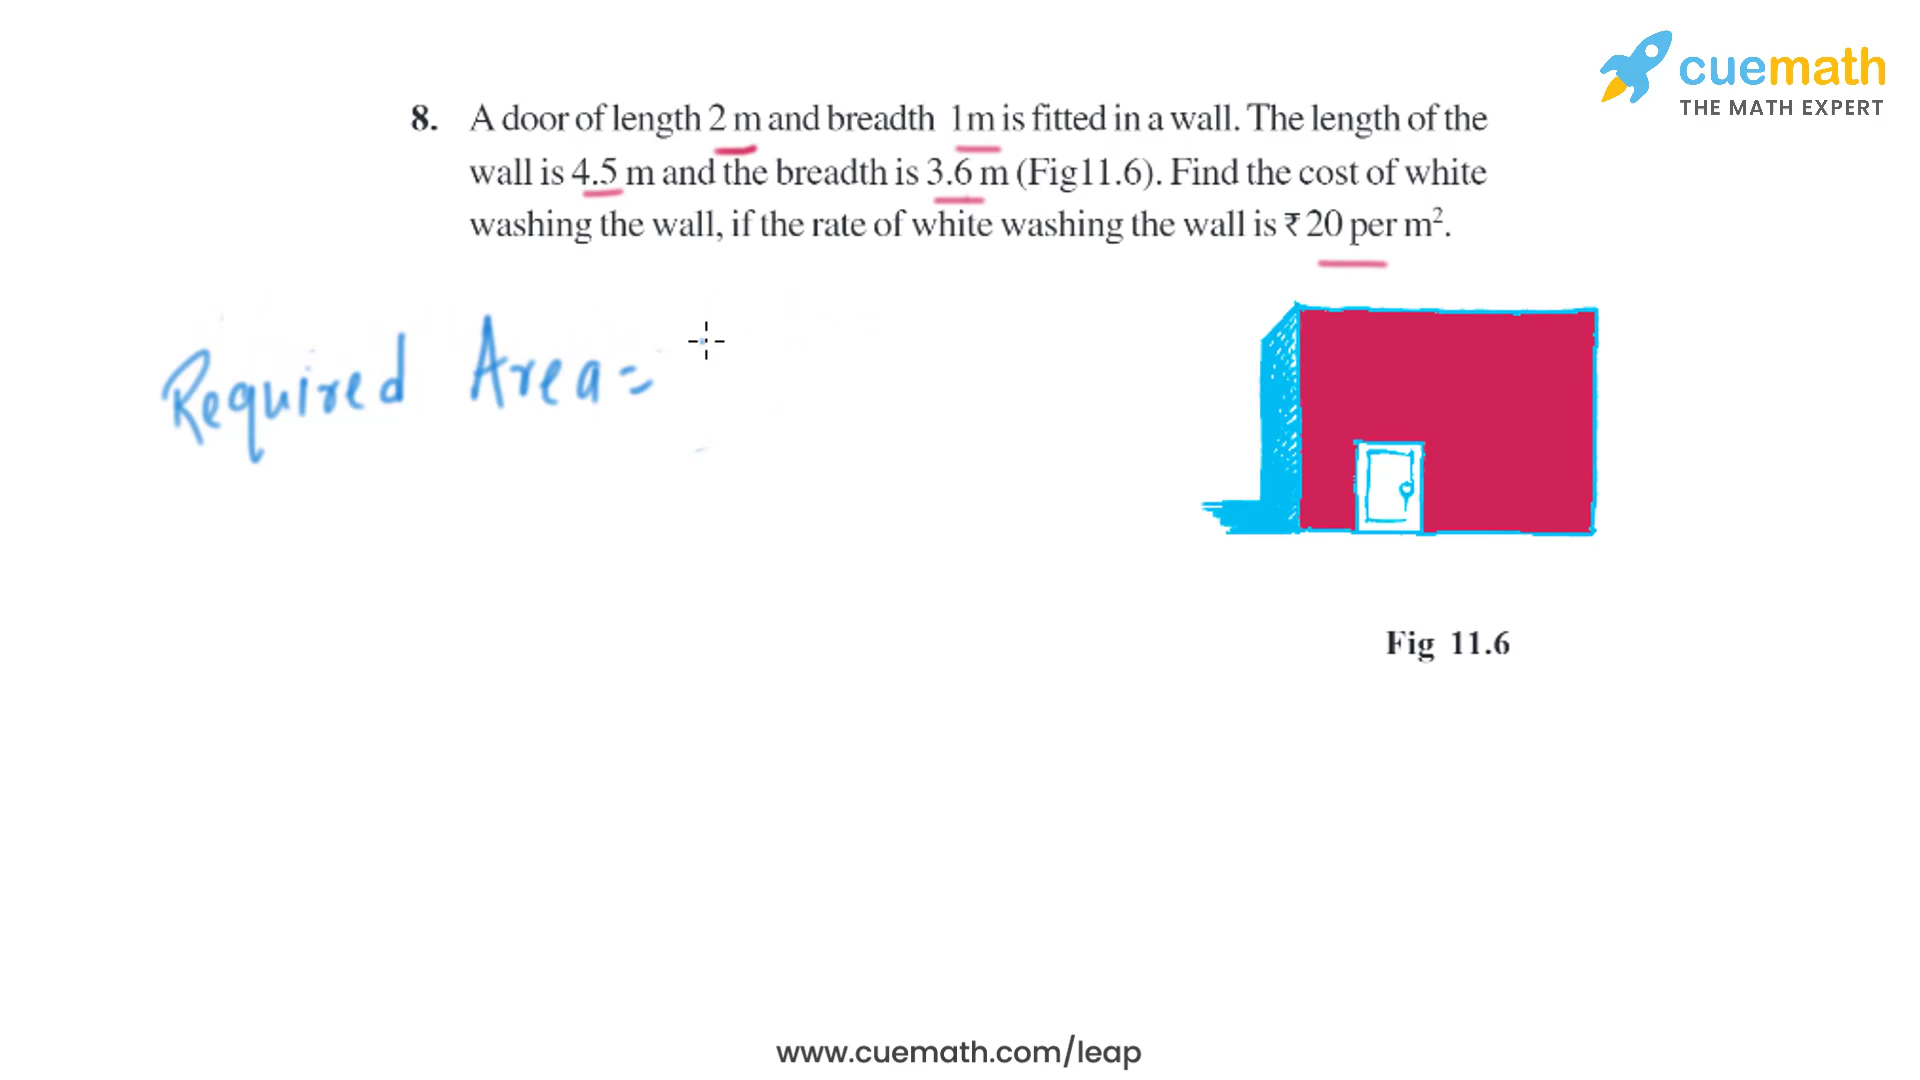 cuemath
THE MATH EXPERT
8. A door of length 2 m and breadth 1m is fitted in a wall. The length of the
wall is 4.5 m and the breadth is 3.6 m (Fig11.6). Find the cost of white
washing the wall, if the rate of white washing the wall is ₹ 20 per m².
Required Area=
Fig 11.6
www.cuemath.com/leap